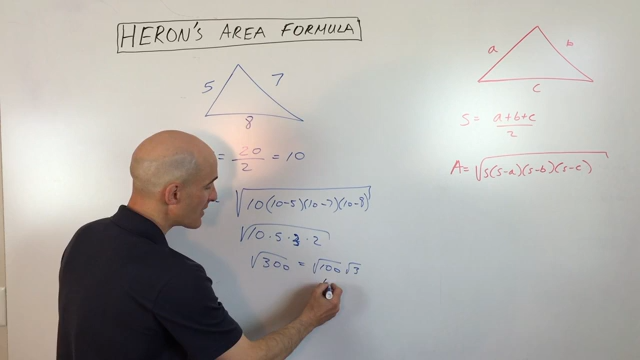 HERON'S AREA FORMULA
5
7
8
= 20/2 = 10
√10(10-5)(10-7)(10-8)
√10·5·3·2
√300 = √100 √3
a
b
c
S = a+b+c/2
A = √s(s-a)(s-b)(s-c)